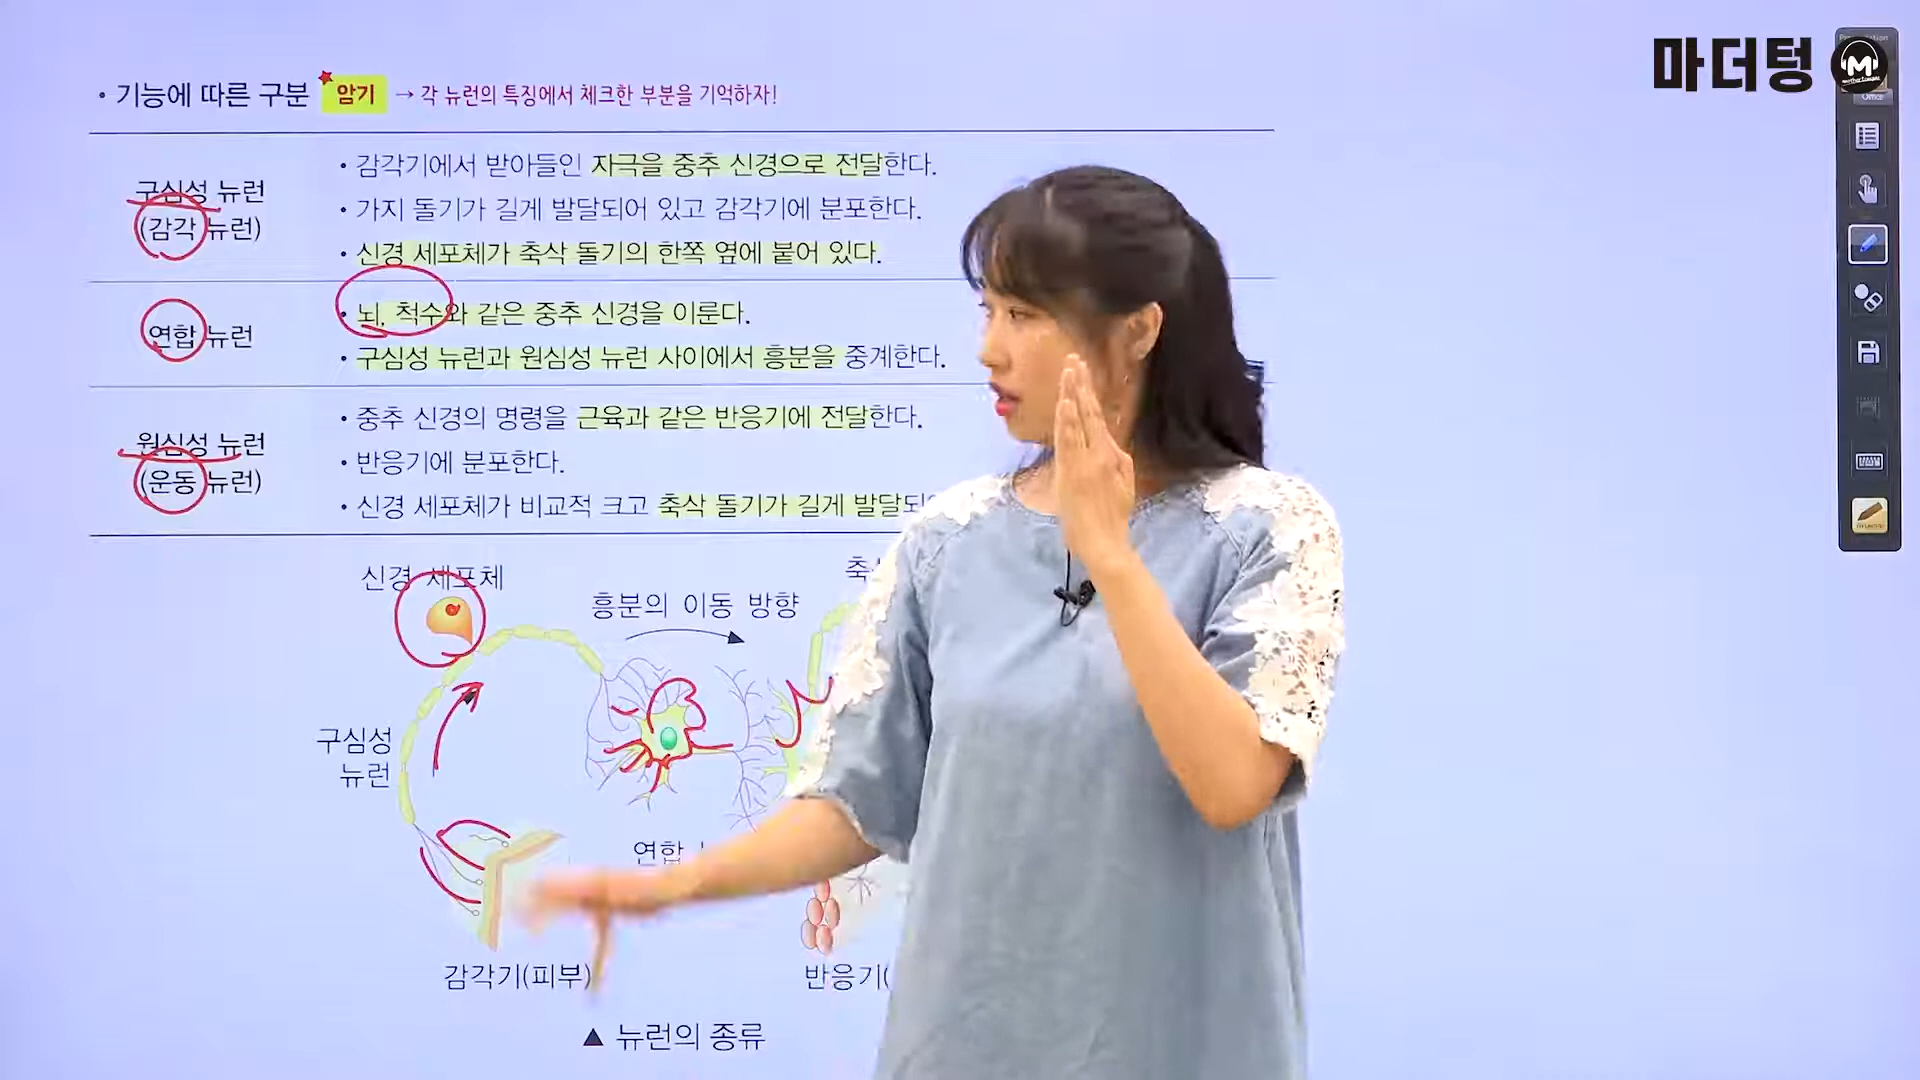 마더텅
• 기능에 따른 구분 암기 → 각 뉴런의 특징에서 체크한 부분을 기억하자!
구심성 뉴런
(감각 뉴런)
• 감각기에서 받아들인 자극을 중추 신경으로 전달한다.
• 가지 돌기가 길게 발달되어 있고 감각기에 분포한다.
• 신경 세포체가 축삭 돌기의 한쪽 옆에 붙어 있다.
연합 뉴런
• 뇌, 척수와 같은 중추 신경을 이룬다.
• 구심성 뉴런과 원심성 뉴런 사이에서 흥분을 중계한다.
원심성 뉴런
(운동 뉴런)
• 중추 신경의 명령을 근육과 같은 반응기에 전달한다.
• 반응기에 분포한다.
• 신경 세포체가 비교적 크고 축삭 돌기가 길게 발달되
신경 세포체
흥분의 이동 방향
구심성
뉴런
연합
감각기(피부)
반응기(
▲ 뉴런의 종류